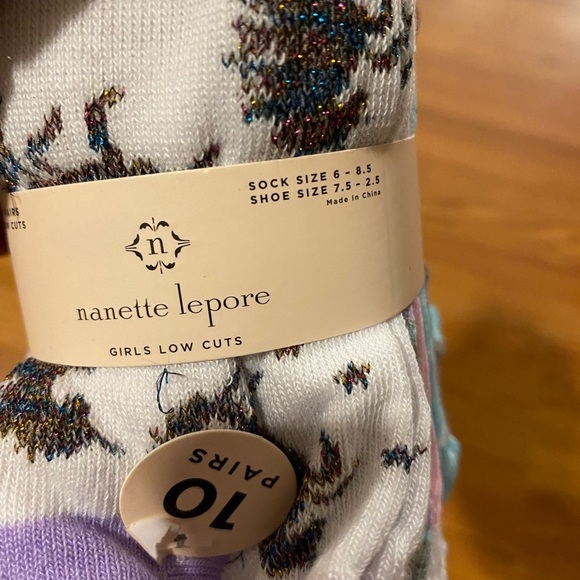 SOCK SIZE 6 - 8.5
SHOE SIZE 7.5 - 2.5
Made in China
CUTS
n
nanette lepore
GIRLS LOW CUTS
10
PAIRS